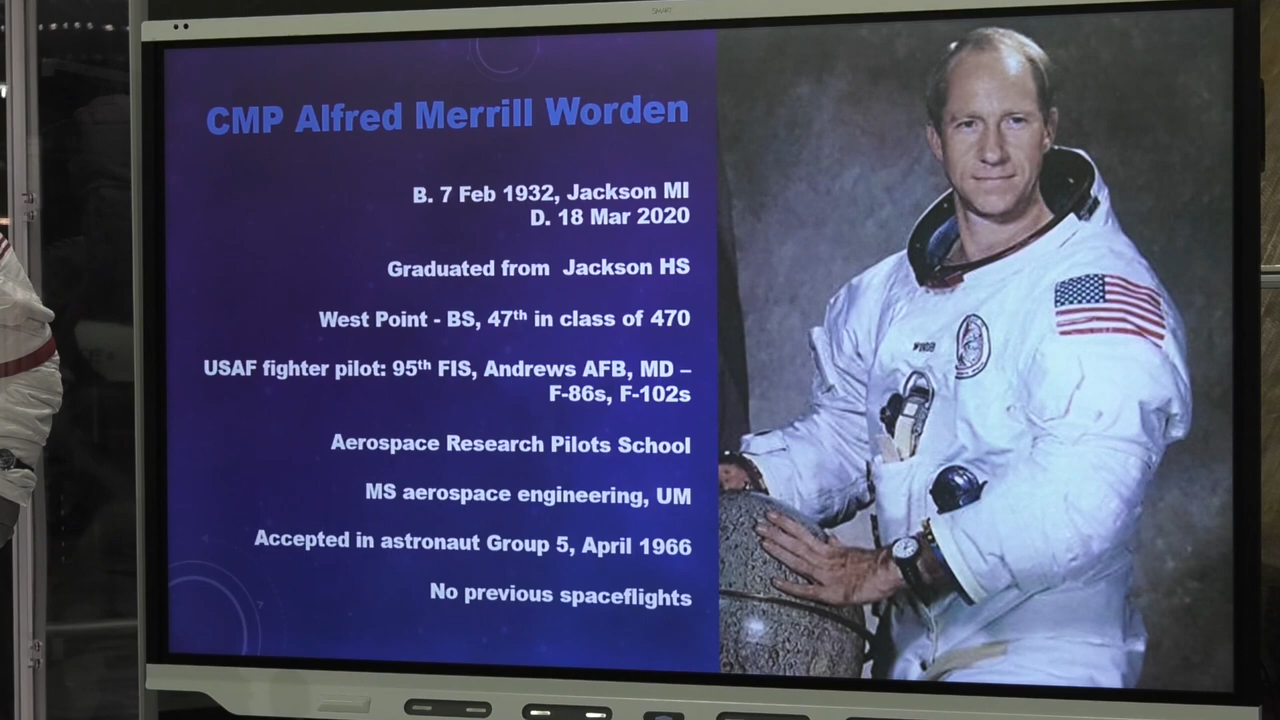 SMART
CMP Alfred Merrill Worden
B. 7 Feb 1932, Jackson MI
D. 18 Mar 2020
Graduated from Jackson HS
West Point - BS, 47th in class of 470
USAF fighter pilot: 95th FIS, Andrews AFB, MD –
F-86s, F-102s
Aerospace Research Pilots School
MS aerospace engineering, UM
Accepted in astronaut Group 5, April 1966
No previous spaceflights
WORDEN